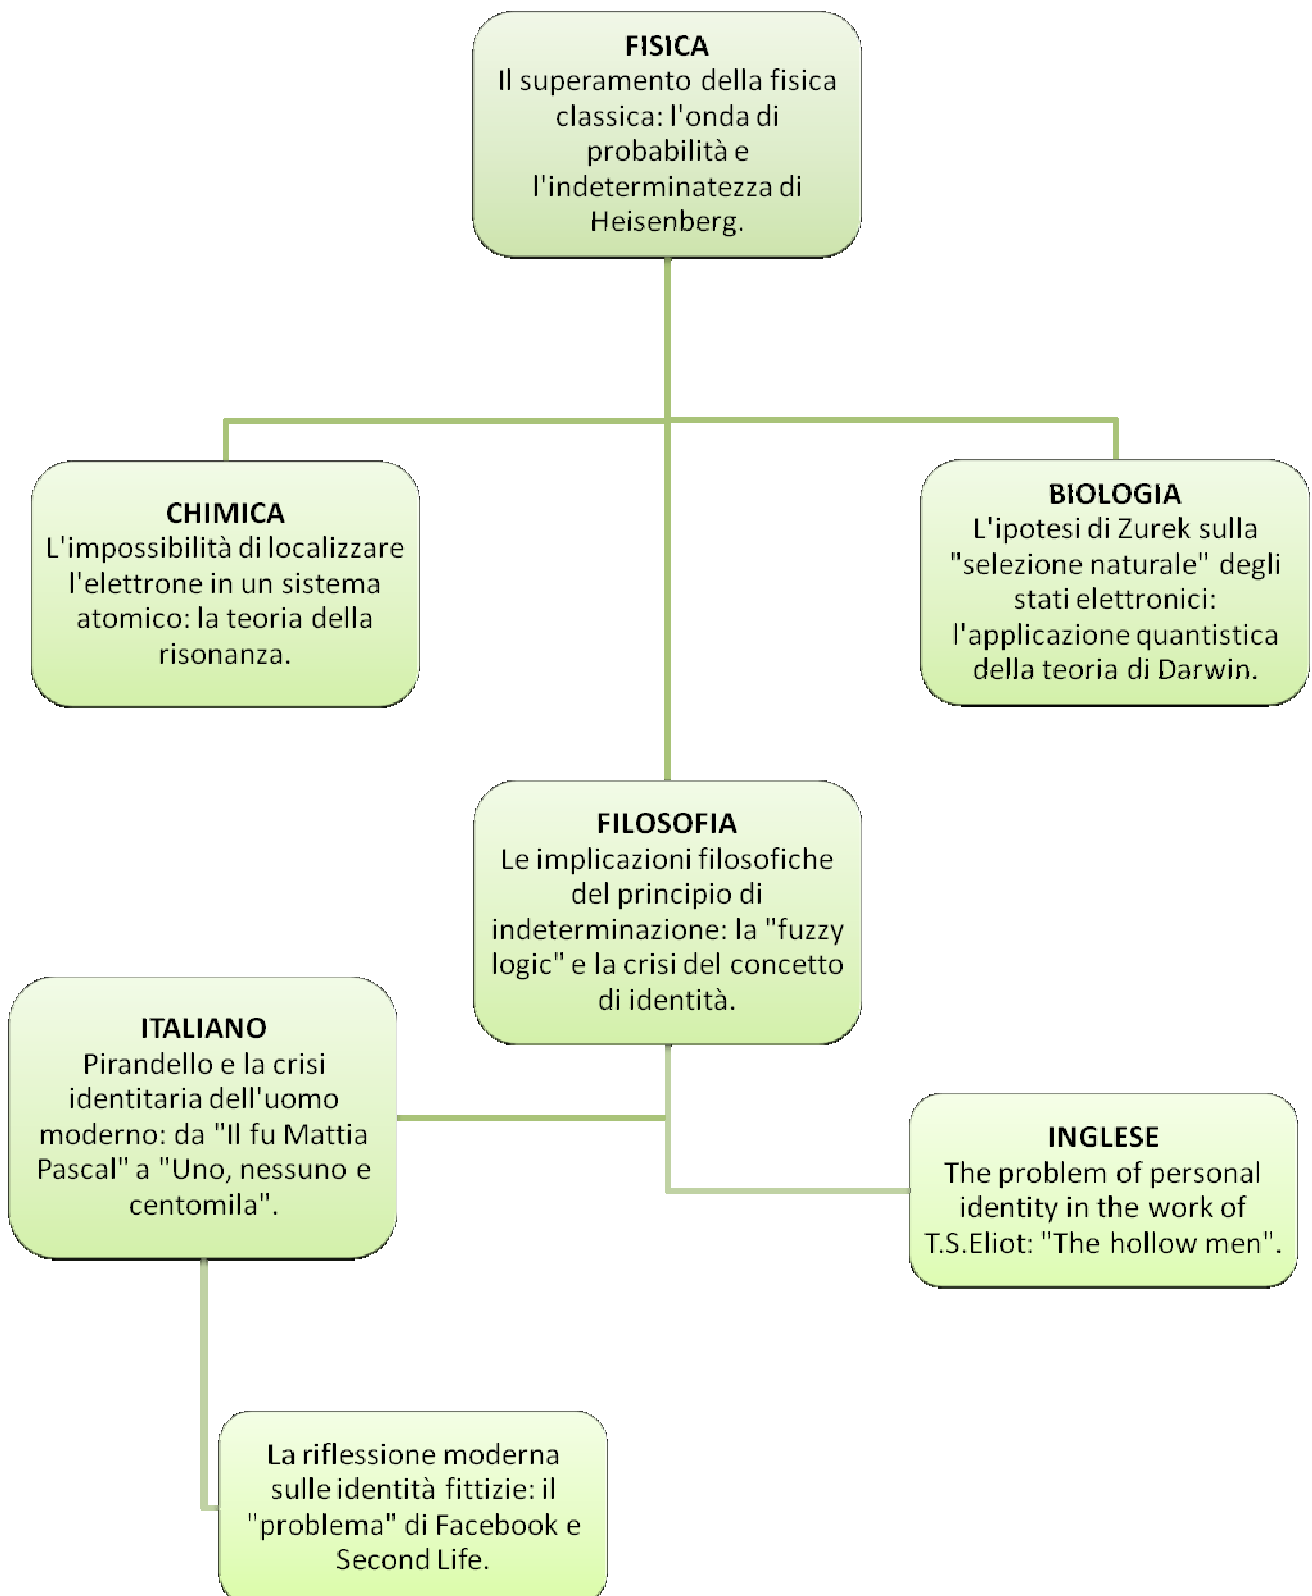 FISICA
Il superamento della fisica
classica: l'onda di
probabilità e
l'indeterminatezza di
Heisenberg.
CHIMICA
L'impossibilità di localizzare
l'elettrone in un sistema
atomico: la teoria della
risonanza.
BIOLOGIA
L'ipotesi di Zurek sulla
"selezione naturale" degli
stati elettronici:
l'applicazione quantistica
della teoria di Darwin.
FILOSOFIA
Le implicazioni filosofiche
del principio di
indeterminazione: la "fuzzy
logic" e la crisi del concetto
di identità.
ITALIANO
Pirandello e la crisi
identitaria dell'uomo
moderno: da "Il fu Mattia
Pascal" a "Uno, nessuno e
centomila".
INGLESE
The problem of personal
identity in the work of
T.S.Eliot: "The hollow men".
La riflessione moderna
sulle identità fittizie: il
"problema" di Facebook e
Second Life.